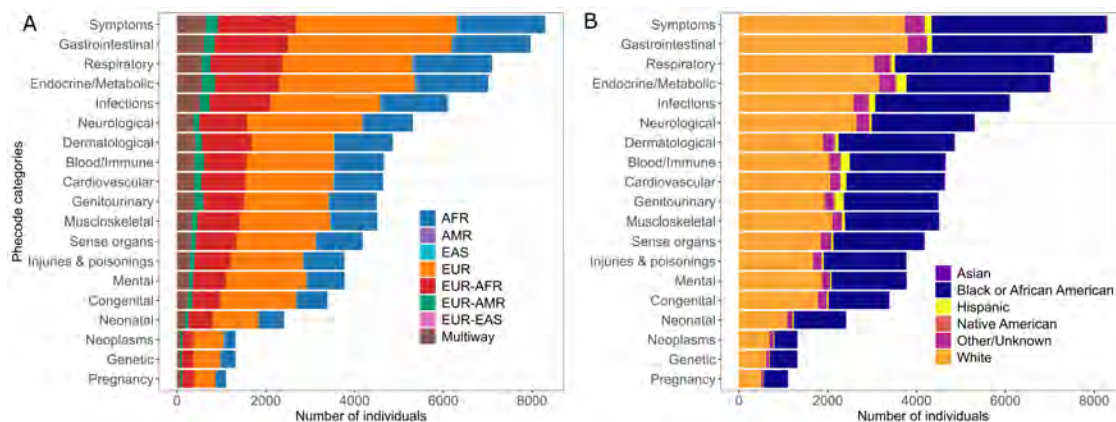 A
Phecode categories
Symptoms
Gastrointestinal
Respiratory
Endocrine/Metabolic
Infections
Neurological
Dermatological
Blood/Immune
Cardiovascular
Genitourinary
Muscloskeletal
Sense organs
Injuries & poisonings
Mental
Congenital
Neonatal
Neoplasms
Genetic
Pregnancy
AFR
AMR
EAS
EUR
EUR-AFR
EUR-AMR
EUR-EAS
Multiway
0 2000 4000 6000 8000
Number of individuals
B
Symptoms
Gastrointestinal
Respiratory
Endocrine/Metabolic
Infections
Neurological
Dermatological
Blood/Immune
Cardiovascular
Genitourinary
Muscloskeletal
Sense organs
Injuries & poisonings
Mental
Congenital
Neonatal
Neoplasms
Genetic
Pregnancy
Asian
Black or African American
Hispanic
Native American
Other/Unknown
White
0 2000 4000 6000 8000
Number of individuals